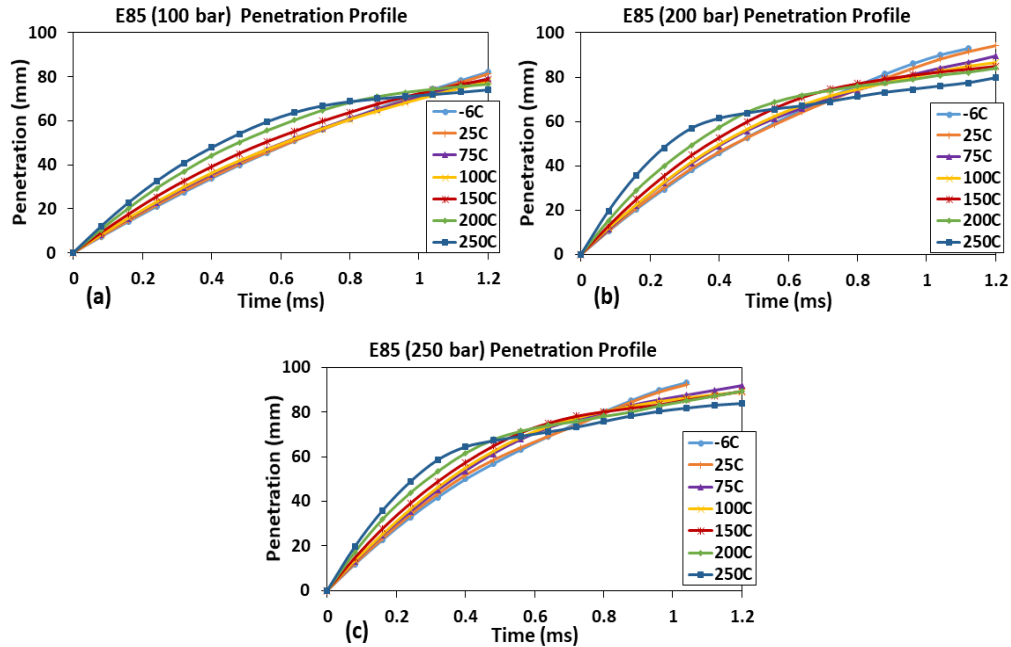 E85 (100 bar) Penetration Profile
Penetration (mm)
100
80
60
40
20
0
0 0.2 0.4 0.6 0.8 1 1.2
Time (ms)
(a)
-6C
25C
75C
100C
150C
200C
250C
E85 (200 bar) Penetration Profile
Penetration (mm)
100
80
60
40
20
0
0 0.2 0.4 0.6 0.8 1 1.2
Time (ms)
(b)
-6C
25C
75C
100C
150C
200C
250C
E85 (250 bar) Penetration Profile
Penetration (mm)
100
80
60
40
20
0
0 0.2 0.4 0.6 0.8 1 1.2
Time (ms)
(c)
-6C
25C
75C
100C
150C
200C
250C